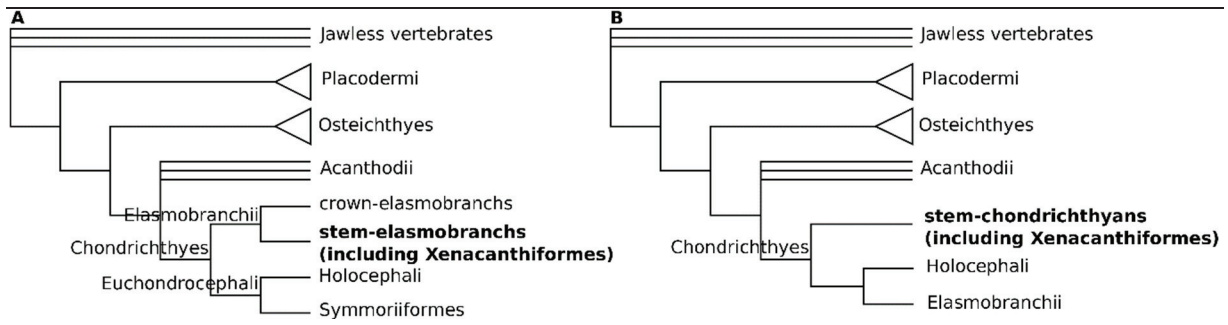 A
Jawless vertebrates
Placodermi
Osteichthyes
Acanthodii
crown-elasmobranchs
Elasmobranchii
stem-elasmobranchs
(including Xenacanthiformes)
Chondrichthyes
Holocephali
Euchondrocephali
Symmoriiformes
B
Jawless vertebrates
Placodermi
Osteichthyes
Acanthodii
stem-chondrichthyans
(including Xenacanthiformes)
Chondrichthyes
Holocephali
Elasmobranchii